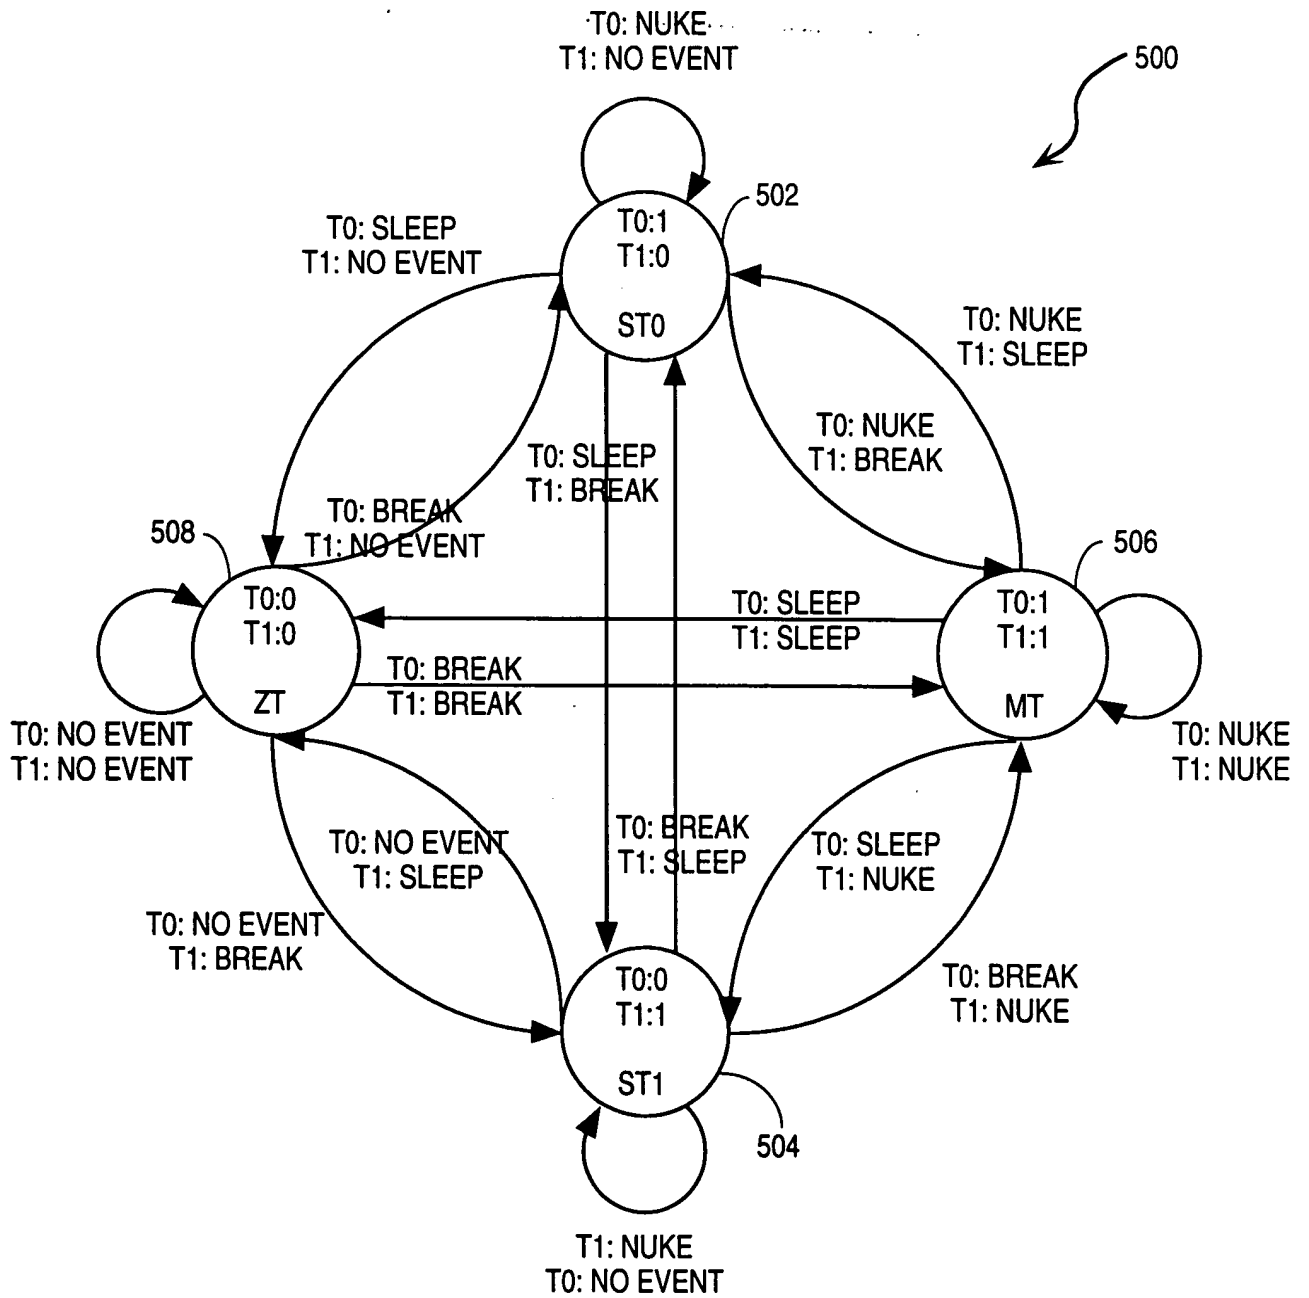 T0: NUKE
T1: NO EVENT
500
502
T0:1
T1:0
ST0
T0: SLEEP
T1: NO EVENT
T0: NUKE
T1: SLEEP
T0: NUKE
T1: BREAK
T0: SLEEP
T1: BREAK
T0: BREAK
T1: NO EVENT
508
506
T0:0
T1:0
ZT
T0: SLEEP
T1: SLEEP
T0:1
T1:1
MT
T0: BREAK
T1: BREAK
T0: NO EVENT
T1: NO EVENT
T0: NUKE
T1: NUKE
T0: NO EVENT
T1: SLEEP
T0: BREAK
T1: SLEEP
T0: SLEEP
T1: NUKE
T0: NO EVENT
T1: BREAK
T0: BREAK
T1: NUKE
T0:0
T1:1
ST1
504
T1: NUKE
T0: NO EVENT